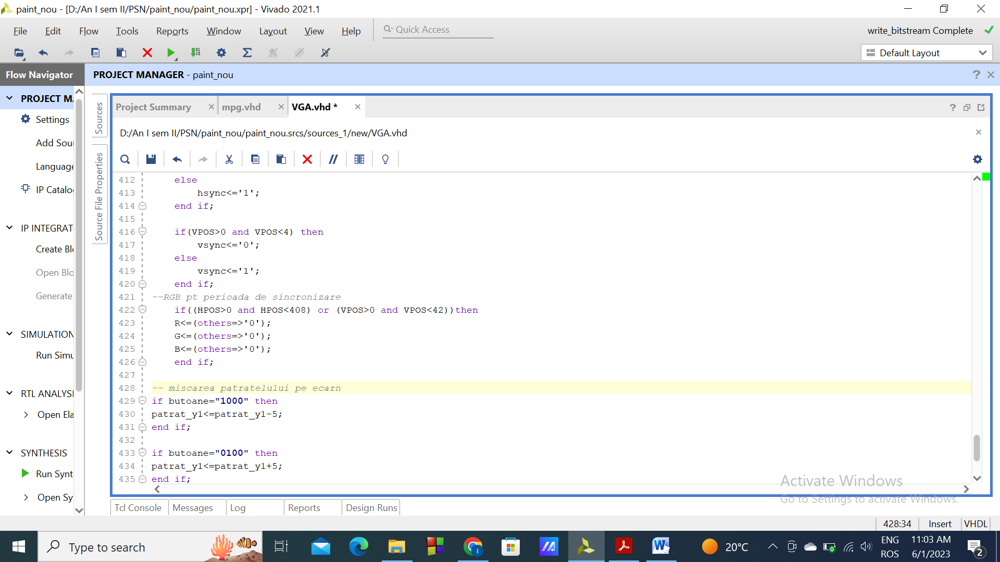 paint_nou - [D:/An I sem II/PSN/paint_nou/paint_nou.xpr] - Vivado 2021.1
File Edit Flow Tools Reports Window Layout View Help Quick Access write_bitstream Complete
Default Layout
Flow Navigator
PROJECT MANAGER - paint_nou
PROJECT MA
Settings
Add Sou
Language
IP Catalo
IP INTEGRAT
Create Blo
Open Blo
Generate
SIMULATION
Run Simu
RTL ANALYSI
Open Ela
SYNTHESIS
Run Synt
Open Sy
Sources
Source File Properties
Project Summary mpg.vhd VGA.vhd *
D:/An I sem II/PSN/paint_nou/paint_nou.srcs/sources_1/new/VGA.vhd
412 else
413 hsync<='1';
414 end if;
415
416 if(VPOS>0 and VPOS<4) then
417 vsync<='0';
418 else
419 vsync<='1';
420 end if;
421 --RGB pt perioada de sincronizare
422 if((HPOS>0 and HPOS<408) or (VPOS>0 and VPOS<42))then
423 R<=(others=>'0');
424 G<=(others=>'0');
425 B<=(others=>'0');
426 end if;
427
428 -- miscarea patratelului pe ecarn
429 if butoane="1000" then
430 patrat_y1<=patrat_y1-5;
431 end if;
432
433 if butoane="0100" then
434 patrat_y1<=patrat_y1+5;
435 end if;
Activate Windows
Go to Settings to activate Windows.
Tcl Console Messages Log Reports Design Runs
428:34 Insert VHDL
Type to search
20°C
ENG
ROS
11:03 AM
6/1/2023
2